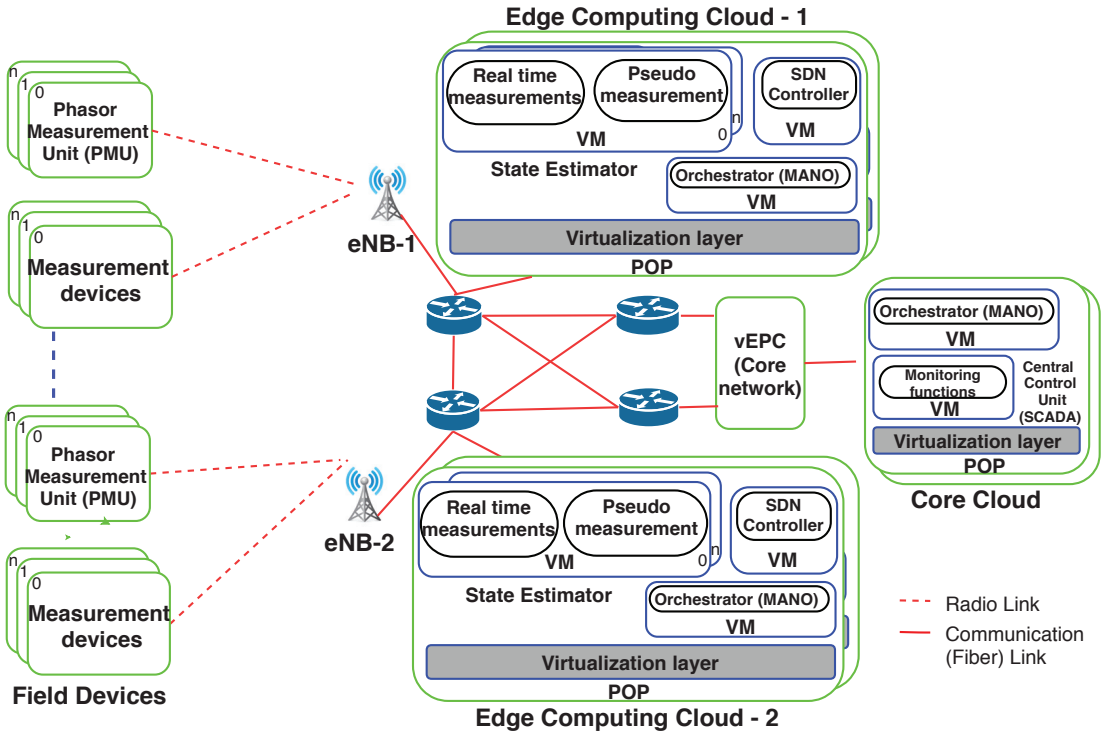 Edge Computing Cloud - 1
n
1
0
Phasor
Measurement
Unit (PMU)
n
1
0
Measurement
devices
eNB-1
Real time
measurements
Pseudo
measurement
VM
0
n
SDN
Controller
VM
State Estimator
Orchestrator (MANO)
VM
Virtualization layer
POP
vEPC
(Core
network)
Orchestrator (MANO)
VM
Monitoring
functions
VM
Central
Control
Unit
(SCADA)
Virtualization layer
POP
Core Cloud
n
1
0
Phasor
Measurement
Unit (PMU)
n
1
0
Measurement
devices
Field Devices
eNB-2
Real time
measurements
Pseudo
measurement
VM
0
n
SDN
Controller
VM
State Estimator
Orchestrator (MANO)
VM
Virtualization layer
POP
Edge Computing Cloud - 2
Radio Link
Communication
(Fiber) Link